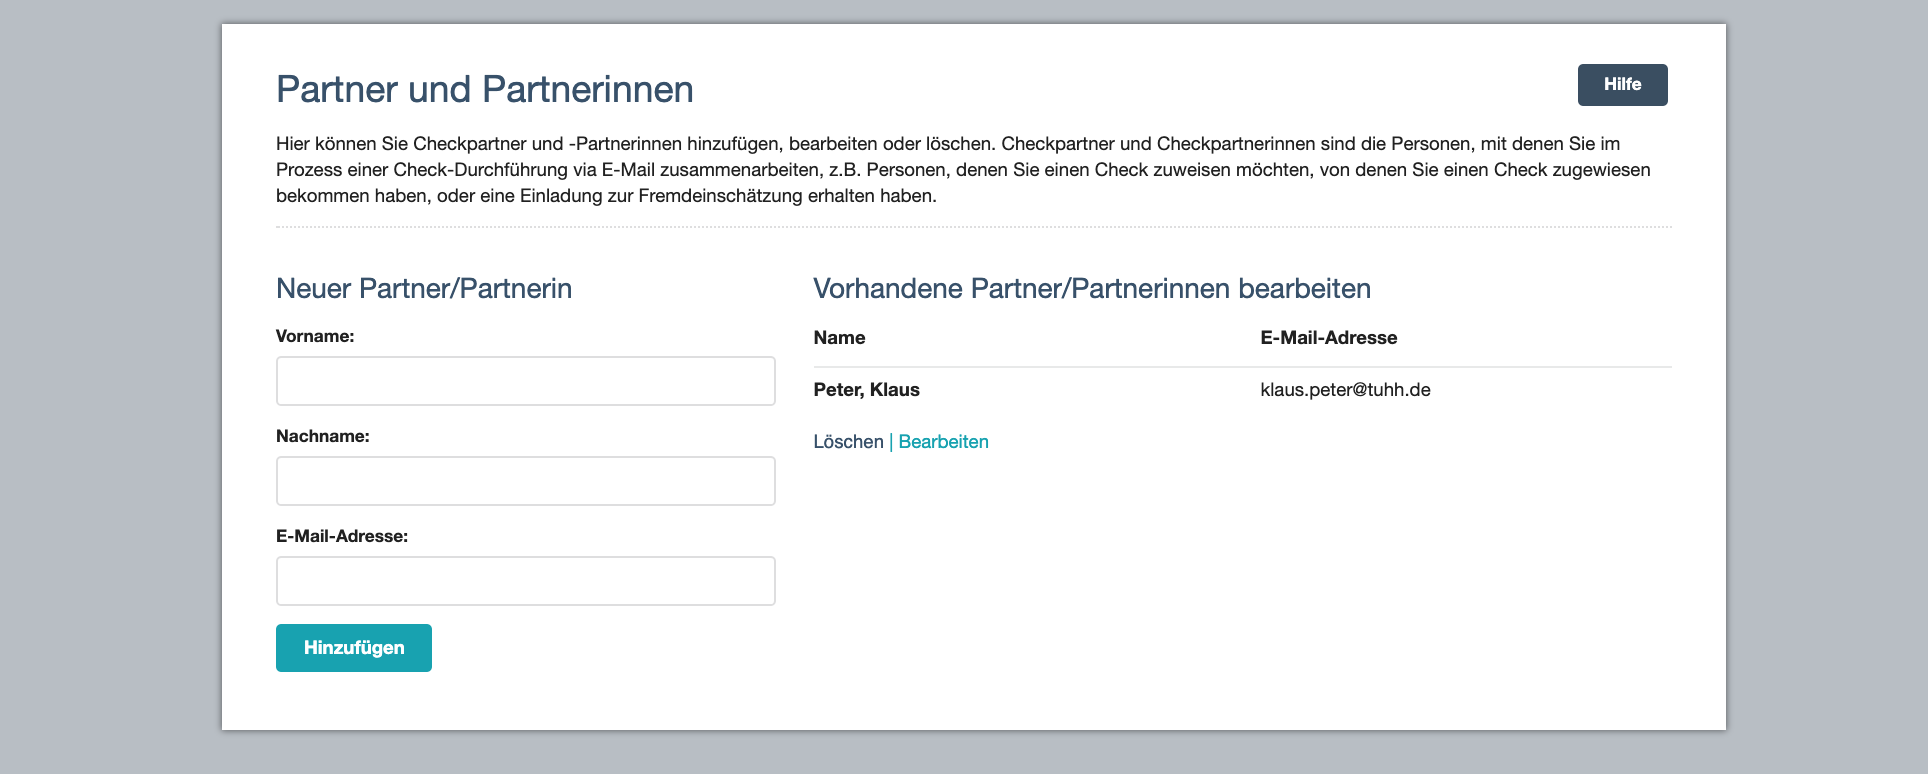 Partner und Partnerinnen
Hilfe
Hier können Sie Checkpartner und -Partnerinnen hinzufügen, bearbeiten oder löschen. Checkpartner und Checkpartnerinnen sind die Personen, mit denen Sie im
Prozess einer Check-Durchführung via E-Mail zusammenarbeiten, z.B. Personen, denen Sie einen Check zuweisen möchten, von denen Sie einen Check zugewiesen
bekommen haben, oder eine Einladung zur Fremdeinschätzung erhalten haben.
Neuer Partner/Partnerin
Vorname:
Nachname:
E-Mail-Adresse:
Hinzufügen
Vorhandene Partner/Partnerinnen bearbeiten
Name E-Mail-Adresse
Peter, Klaus klaus.peter@tuhh.de
Löschen | Bearbeiten